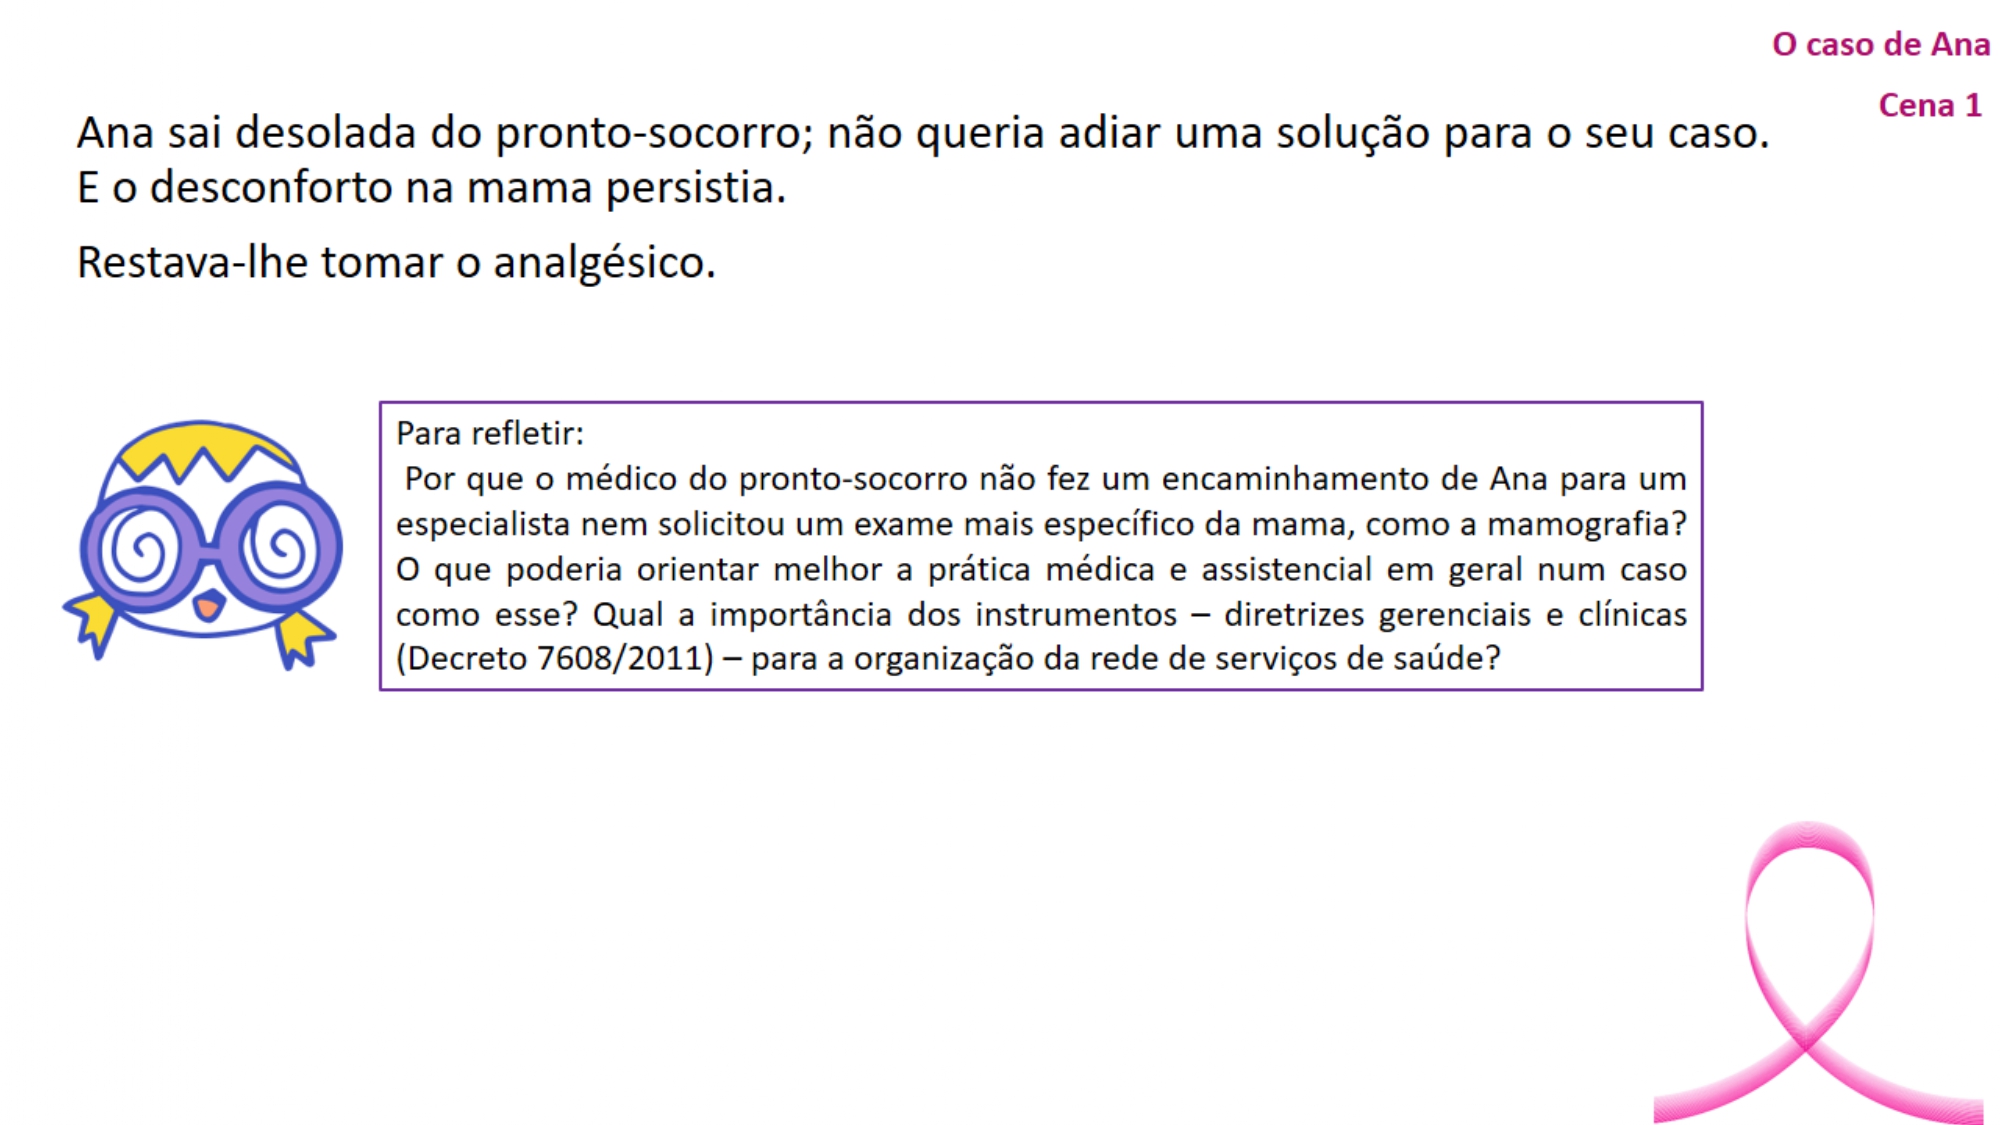 O caso de Ana
Cena 1
Ana sai desolada do pronto-socorro; não queria adiar uma solução para o seu caso.
E o desconforto na mama persistia.
Restava-lhe tomar o analgésico.
Para refletir:
Por que o médico do pronto-socorro não fez um encaminhamento de Ana para um
especialista nem solicitou um exame mais específico da mama, como a mamografia?
O que poderia orientar melhor a prática médica e assistencial em geral num caso
como esse? Qual a importância dos instrumentos – diretrizes gerenciais e clínicas
(Decreto 7608/2011) – para a organização da rede de serviços de saúde?